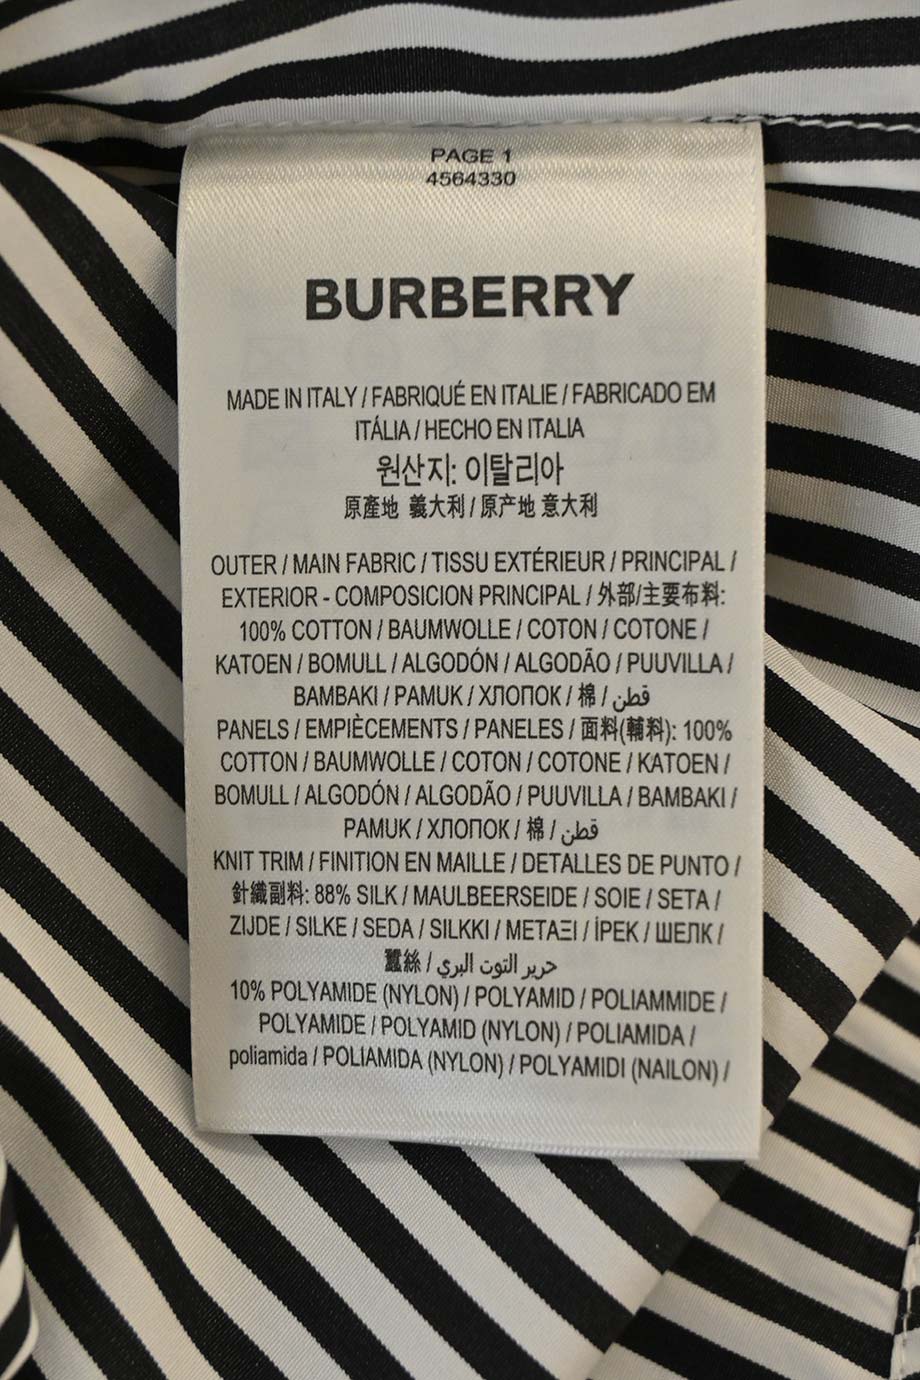 PAGE 1
4564330
BURBERRY
MADE IN ITALY / FABRIQUÉ EN ITALIE / FABRICADO EM
ITÁLIA / HECHO EN ITALIA
원산지: 이탈리아
原產地 義大利 / 原产地 意大利
OUTER / MAIN FABRIC / TISSU EXTÉRIEUR / PRINCIPAL /
EXTERIOR - COMPOSICION PRINCIPAL / 外部/主要布料:
100% COTTON / BAUMWOLLE / COTON / COTONE /
KATOEN / BOMULL / ALGODÓN / ALGODÃO / PUUVILLA /
BAMBAKI / PAMUK / ХЛОПОК / 棉 / قطن
PANELS / EMPIÈCEMENTS / PANELES / 面料(輔料): 100%
COTTON / BAUMWOLLE / COTON / COTONE / KATOEN /
BOMULL / ALGODÓN / ALGODÃO / PUUVILLA / BAMBAKI /
PAMUK / ХЛОПОК / 棉 / قطن
KNIT TRIM / FINITION EN MAILLE / DETALLES DE PUNTO /
針織副料: 88% SILK / MAULBEERSEIDE / SOIE / SETA /
ZIJDE / SILKE / SEDA / SILKKI / ΜΕΤΑΞΙ / İPEK / ШЕЛК /
蠶絲 / حرير التوت البري
10% POLYAMIDE (NYLON) / POLYAMID / POLIAMMIDE /
POLYAMIDE / POLYAMID (NYLON) / POLIAMIDA /
poliamida / POLIAMIDA (NYLON) / POLYAMIDI (NAILON) /